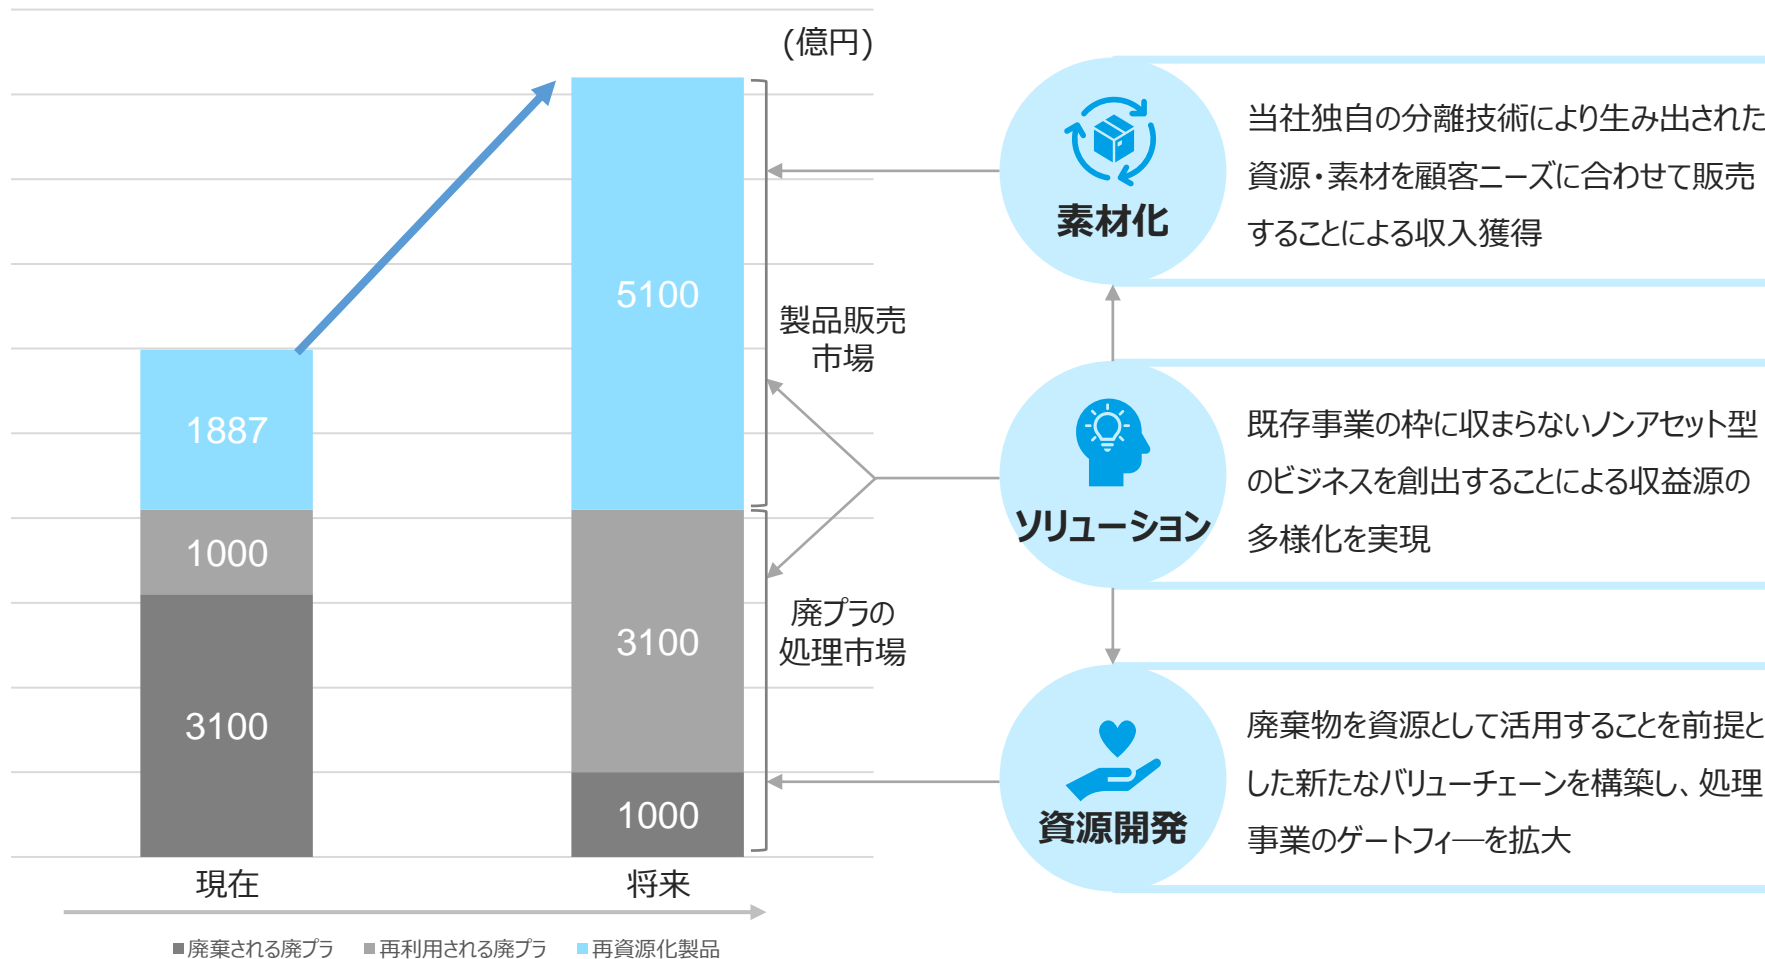 (億円)
5100
製品販売
市場
1887
1000
3100
3100
廃プラの
処理市場
1000
現在
将来
廃棄される廃プラ
再利用される廃プラ
再資源化製品
素材化
当社独自の分離技術により生み出された
資源・素材を顧客ニーズに合わせて販売
することによる収入獲得
ソリューション
既存事業の枠に収まらないノンアセット型
のビジネスを創出することによる収益源の
多様化を実現
資源開発
廃棄物を資源として活用することを前提と
した新たなバリューチェーンを構築し、処理
事業のゲートフィ―を拡大